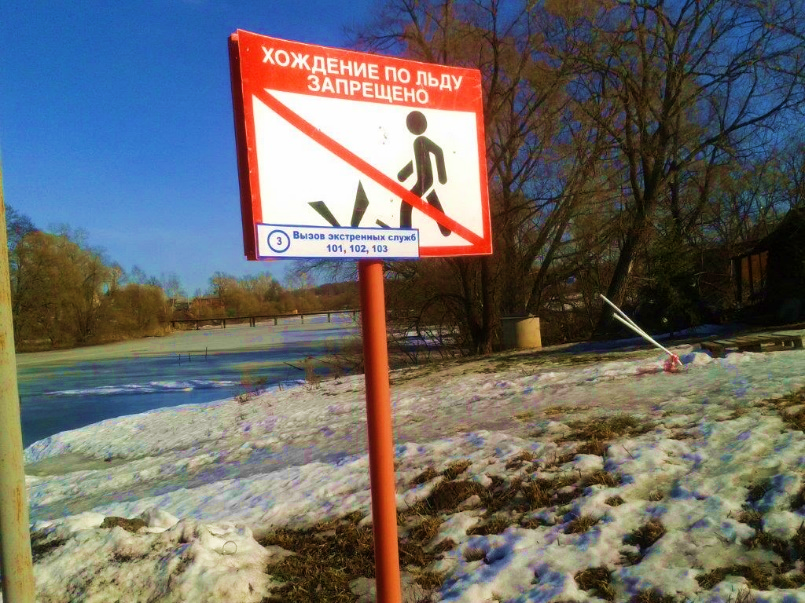 ХОЖДЕНИЕ ПО ЛЬДУ
ЗАПРЕЩЕНО
3
Вызов экстренных служб
101, 102, 103